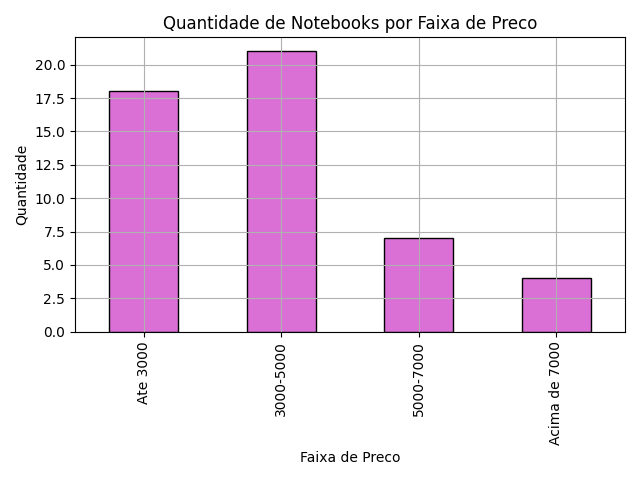 Quantidade de Notebooks por Faixa de Preco
20.0
17.5
15.0
12.5
10.0
7.5
5.0
2.5
0.0
Quantidade
Ate 3000
3000-5000
5000-7000
Acima de 7000
Faixa de Preco